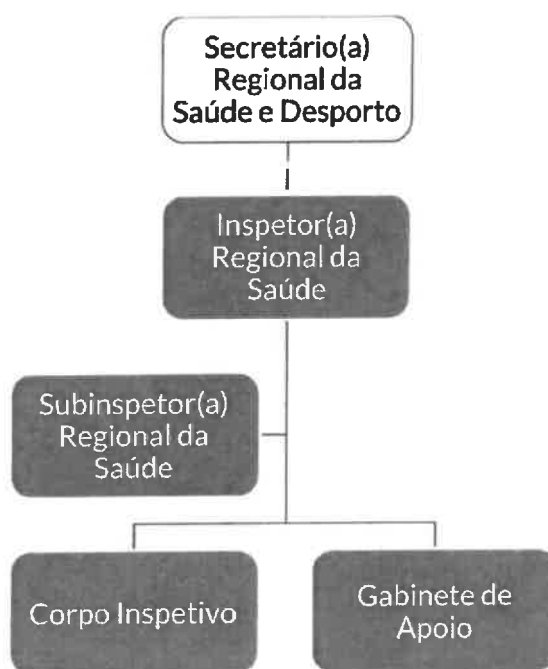 Secretário(a)
Regional da
Saúde e Desporto
Inspetor(a)
Regional da
Saúde
Subinspetor(a)
Regional da
Saúde
Corpo Inspetivo
Gabinete de
Apoio